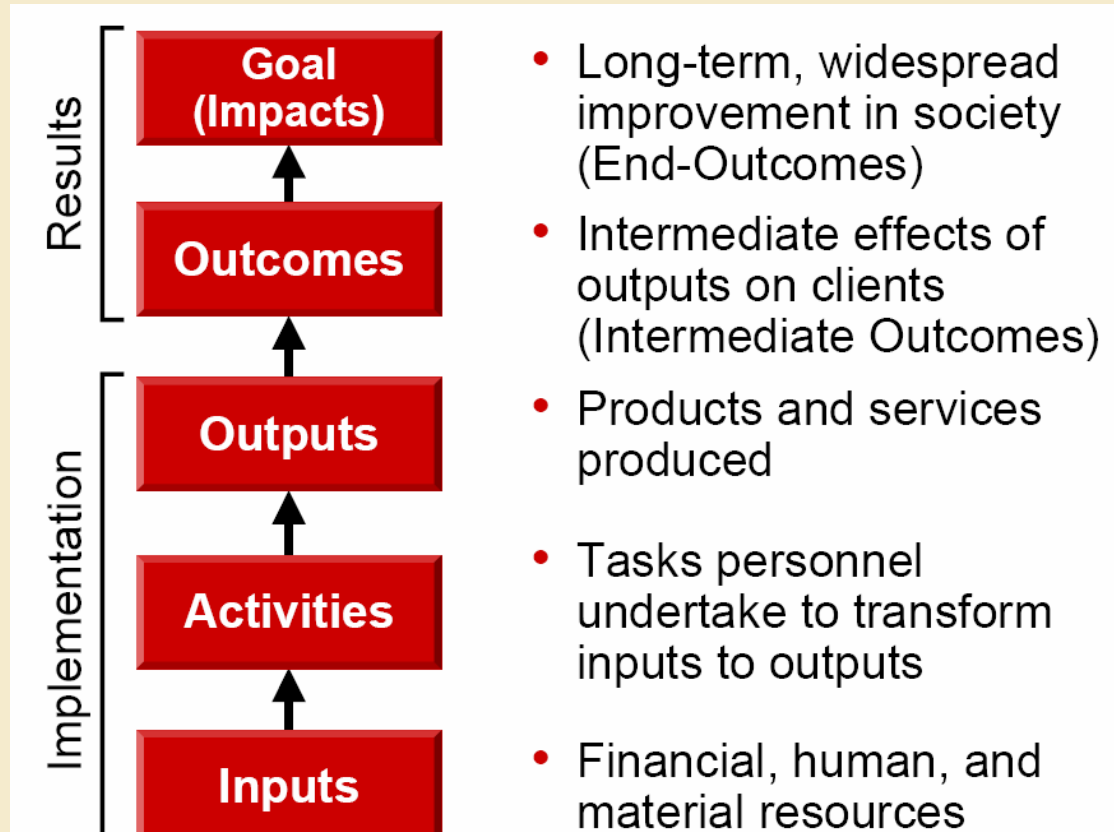 Results
Goal
(Impacts)
• Long-term, widespread
improvement in society
(End-Outcomes)
Outcomes
• Intermediate effects of
outputs on clients
(Intermediate Outcomes)
Implementation
Outputs
• Products and services
produced
Activities
• Tasks personnel
undertake to transform
inputs to outputs
Inputs
• Financial, human, and
material resources